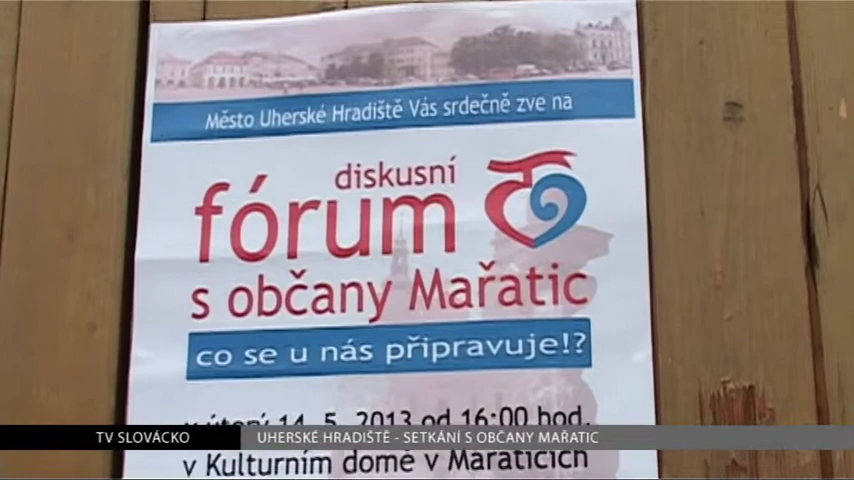 Město Uherské Hradiště Vás srdečně zve na
diskusní
fórum
s občany Mařatic
co se u nás připravuje!?
v úterý 14. 5. 2013 od 16:00 hod.
TV SLOVÁCKO
UHERSKÉ HRADIŠTĚ - SETKÁNÍ S OBČANY MAŘATIC
v Kulturním domě v Mařaticích